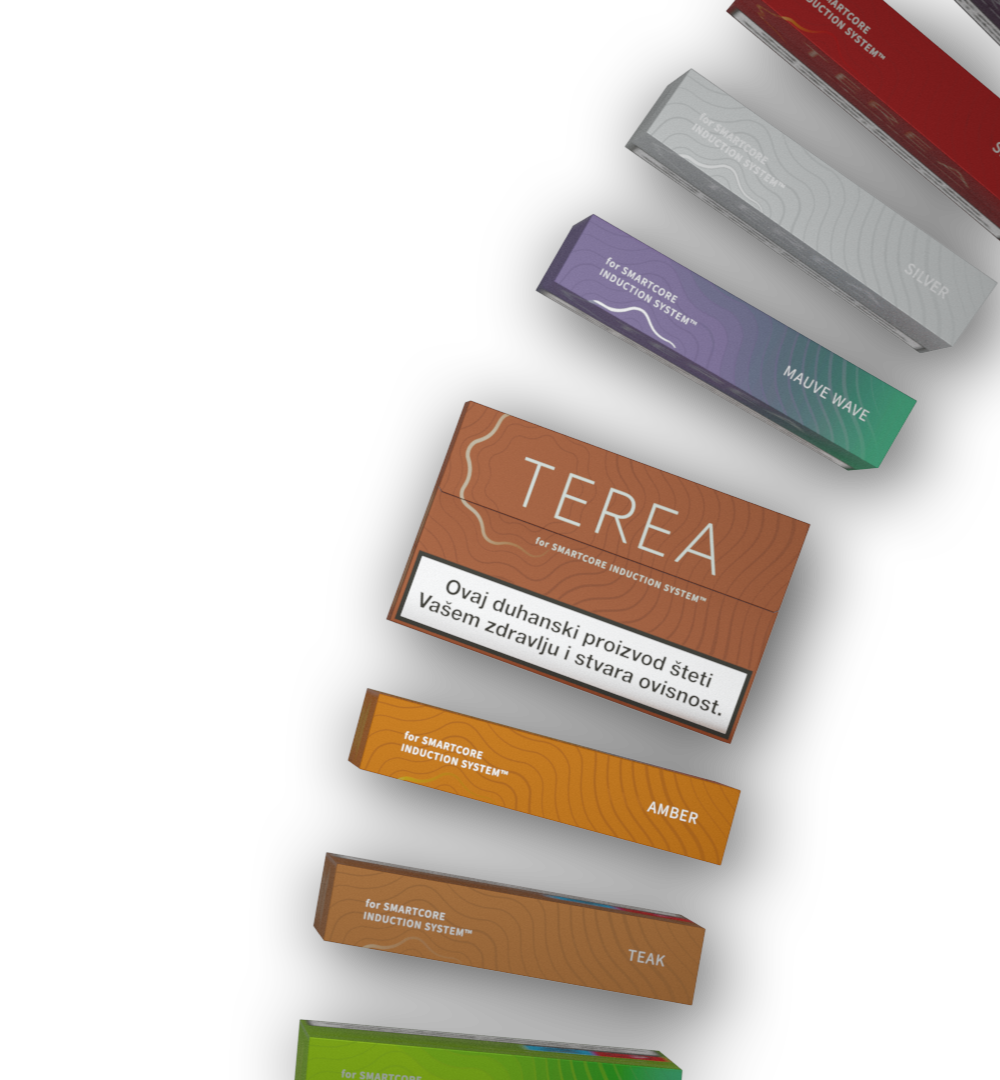 for SMARTCORE
INDUCTION SYSTEM™
TEREA
for SMARTCORE
INDUCTION SYSTEM™
SILVER
for SMARTCORE
INDUCTION SYSTEM™
MAUVE WAVE
TEREA
for SMARTCORE INDUCTION SYSTEM™
Ovaj duhanski proizvod šteti
Vašem zdravlju i stvara ovisnost.
for SMARTCORE
INDUCTION SYSTEM™
AMBER
for SMARTCORE
INDUCTION SYSTEM™
TEAK
for SMARTCORE